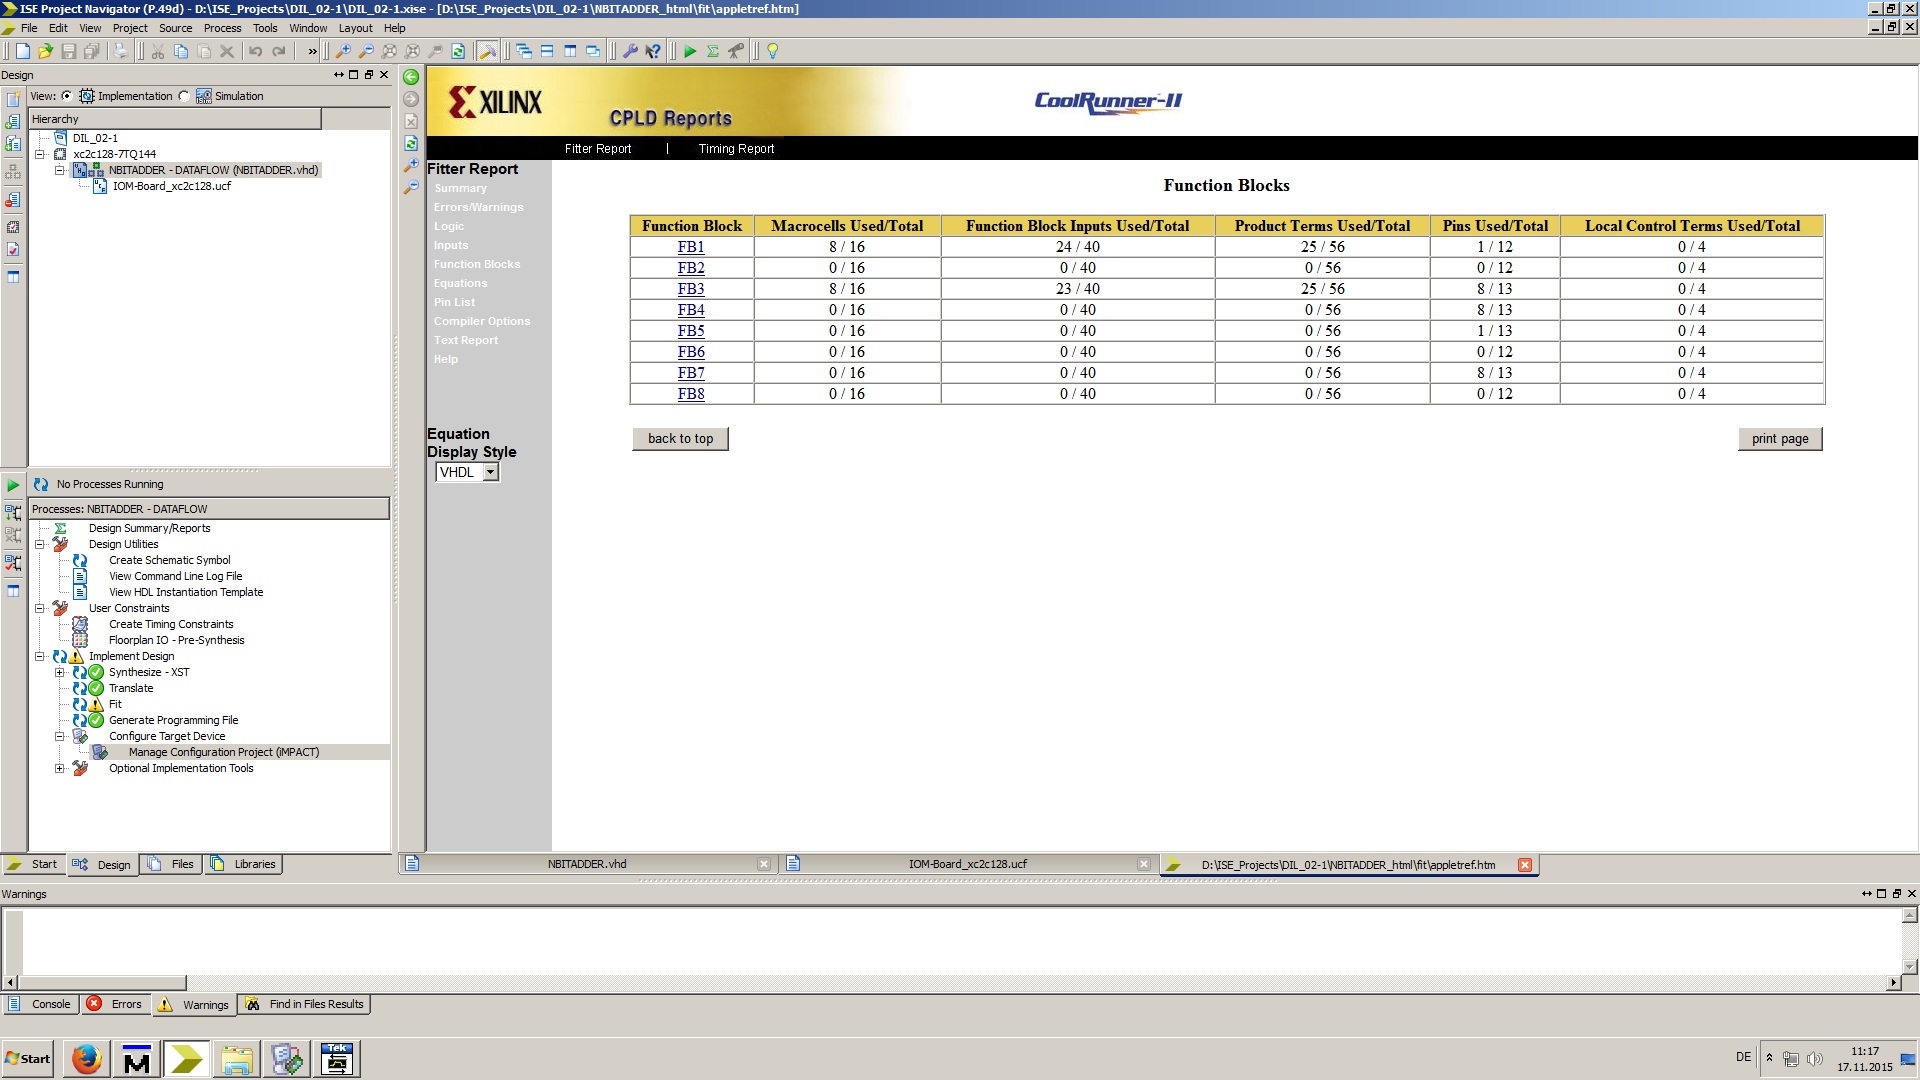 ISE Project Navigator (P.49d) - D:\ISE_Projects\DIL_02-1\DIL_02-1.xise - [D:\ISE_Projects\DIL_02-1\NBITADDER_html\fit\appletref.htm]
File Edit View Project Source Process Tools Window Layout Help
Design
View: Implementation Simulation
Hierarchy
DIL_02-1
xc2c128-7TQ144
NBITADDER - DATAFLOW (NBITADDER.vhd)
IOM-Board_xc2c128.ucf
No Processes Running
Processes: NBITADDER - DATAFLOW
Design Summary/Reports
Design Utilities
Create Schematic Symbol
View Command Line Log File
View HDL Instantiation Template
User Constraints
Create Timing Constraints
Floorplan IO - Pre-Synthesis
Implement Design
Synthesize - XST
Translate
Fit
Generate Programming File
Configure Target Device
Manage Configuration Project (iMPACT)
Optional Implementation Tools
Start Design Files Libraries
XILINX CPLD Reports CoolRunner-II
Fitter Report | Timing Report
Fitter Report
Summary
Errors/Warnings
Logic
Inputs
Function Blocks
Equations
Pin List
Compiler Options
Text Report
Help
Equation
Display Style
VHDL
Function Blocks
Function Block Macrocells Used/Total Function Block Inputs Used/Total Product Terms Used/Total Pins Used/Total Local Control Terms Used/Total
FB1 8 / 16 24 / 40 25 / 56 1 / 12 0 / 4
FB2 0 / 16 0 / 40 0 / 56 0 / 12 0 / 4
FB3 8 / 16 23 / 40 25 / 56 8 / 13 0 / 4
FB4 0 / 16 0 / 40 0 / 56 8 / 13 0 / 4
FB5 0 / 16 0 / 40 0 / 56 1 / 13 0 / 4
FB6 0 / 16 0 / 40 0 / 56 0 / 12 0 / 4
FB7 0 / 16 0 / 40 0 / 56 8 / 13 0 / 4
FB8 0 / 16 0 / 40 0 / 56 0 / 12 0 / 4
back to top print page
NBITADDER.vhd IOM-Board_xc2c128.ucf D:\ISE_Projects\DIL_02-1\NBITADDER_html\fit\appletref.htm
Warnings
Console Errors Warnings Find in Files Results
Start M Tek DE 11:17
17.11.2015